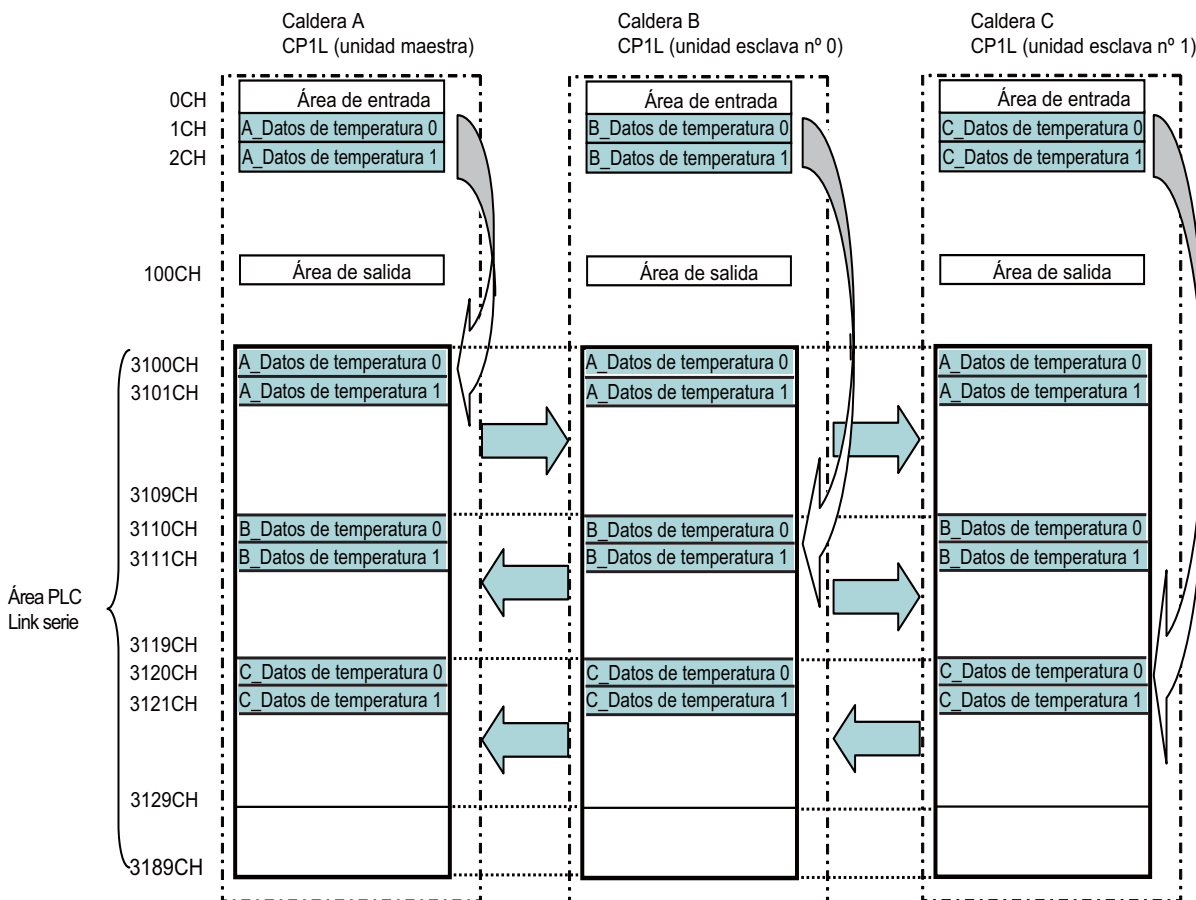 Caldera A
CP1L (unidad maestra)
Caldera B
CP1L (unidad esclava nº 0)
Caldera C
CP1L (unidad esclava nº 1)
0CH
Área de entrada
Área de entrada
Área de entrada
1CH
A_Datos de temperatura 0
B_Datos de temperatura 0
C_Datos de temperatura 0
2CH
A_Datos de temperatura 1
B_Datos de temperatura 1
C_Datos de temperatura 1
100CH
Área de salida
Área de salida
Área de salida
3100CH
A_Datos de temperatura 0
A_Datos de temperatura 0
A_Datos de temperatura 0
3101CH
A_Datos de temperatura 1
A_Datos de temperatura 1
A_Datos de temperatura 1
3109CH
3110CH
B_Datos de temperatura 0
B_Datos de temperatura 0
B_Datos de temperatura 0
3111CH
B_Datos de temperatura 1
B_Datos de temperatura 1
B_Datos de temperatura 1
Área PLC
Link serie
3119CH
3120CH
C_Datos de temperatura 0
C_Datos de temperatura 0
C_Datos de temperatura 0
3121CH
C_Datos de temperatura 1
C_Datos de temperatura 1
C_Datos de temperatura 1
3129CH
3189CH